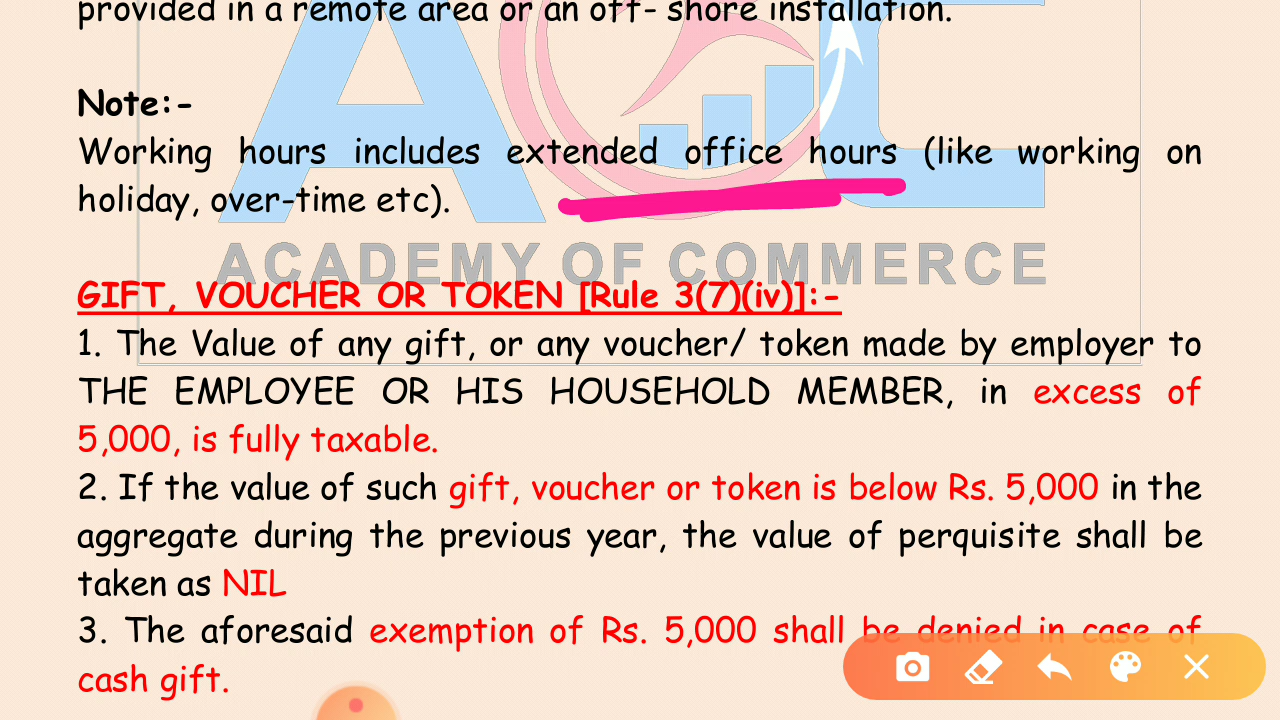 provided in a remote area or an off- shore installation.
Note:-
Working hours includes extended office hours (like working on
holiday, over-time etc).
ACADEMY OF COMMERCE
GIFT, VOUCHER OR TOKEN [Rule 3(7)(iv)]:-
1. The Value of any gift, or any voucher/ token made by employer to
THE EMPLOYEE OR HIS HOUSEHOLD MEMBER, in excess of
5,000, is fully taxable.
2. If the value of such gift, voucher or token is below Rs. 5,000 in the
aggregate during the previous year, the value of perquisite shall be
taken as NIL
3. The aforesaid exemption of Rs. 5,000 shall be denied in case of
cash gift.